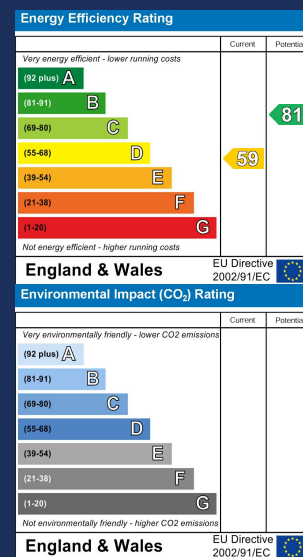 Energy Efficiency Rating
Current Potentia
Very energy efficient - lower running costs
(92 plus) A
(81-91) B
81
(69-80) C
(55-68) D
59
(39-54) E
(21-38) F
(1-20) G
Not energy efficient - higher running costs
England & Wales
EU Directive
2002/91/EC
Environmental Impact (CO₂) Rating
Current Potentia
Very environmentally friendly - lower CO2 emissions
(92 plus) A
(81-91) B
(69-80) C
(55-68) D
(39-54) E
(21-38) F
(1-20) G
Not environmentally friendly - higher CO2 emissions
England & Wales
EU Directive
2002/91/EC